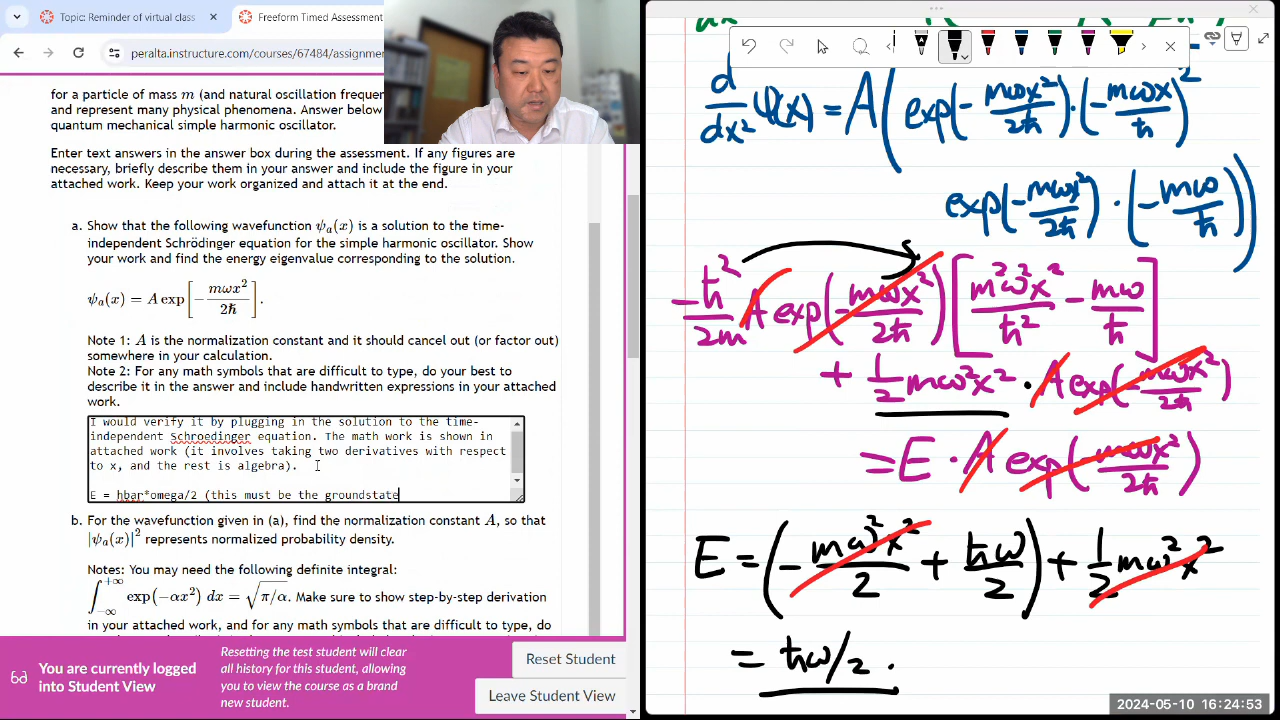 Topic: Reminder of virtual class
Freeform Timed Assessment
peralta.instructure.com/courses/67484/assignment
for a particle of mass m (and natural oscillation frequen
and represent many physical phenomena. Answer below
quantum mechanical simple harmonic oscillator.
Enter text answers in the answer box during the assessment. If any figures are
necessary, briefly describe them in your answer and include the figure in your
attached work. Keep your work organized and attach it at the end.
a. Show that the following wavefunction ψₐ(x) is a solution to the time-
independent Schrödinger equation for the simple harmonic oscillator. Show
your work and find the energy eigenvalue corresponding to the solution.
ψₐ(x) = A exp[−mωx²/2ℏ].
Note 1: A is the normalization constant and it should cancel out (or factor out)
somewhere in your calculation.
Note 2: For any math symbols that are difficult to type, do your best to
describe it in the answer and include handwritten expressions in your attached
work.
I would verify it by plugging in the solution to the time-
independent Schroedinger equation. The math work is shown in
attached work (it involves taking two derivatives with respect
to x, and the rest is algebra).
E = hbar*omega/2 (this must be the groundstate
b. For the wavefunction given in (a), find the normalization constant A, so that
|ψₐ(x)|² represents normalized probability density.
Notes: You may need the following definite integral:
∫₋∞⁺∞ exp(−αx²) dx = √(π/α). Make sure to show step-by-step derivation
in your attached work, and for any math symbols that are difficult to type, do
You are currently logged
into Student View
Resetting the test student will clear
all history for this student, allowing
you to view the course as a brand
new student.
Reset Student
Leave Student View
d/dx² ψ(x) = A(exp(−mωx²/2ℏ)·(−mωx/ℏ)²
exp(−mωx²/2ℏ)·(−mω/ℏ))
−ℏ²/2m A exp(−mωx²/2ℏ)[m²ω²x²/ℏ² − mω/ℏ]
+ 1/2 mω²x² · A exp(−mωx²/2ℏ)
= E · A exp(−mωx²/2ℏ)
E = (−mω²x²/2 + ℏω/2) + 1/2 mω²x²
= ℏω/2.
2024-05-10 16:24:53